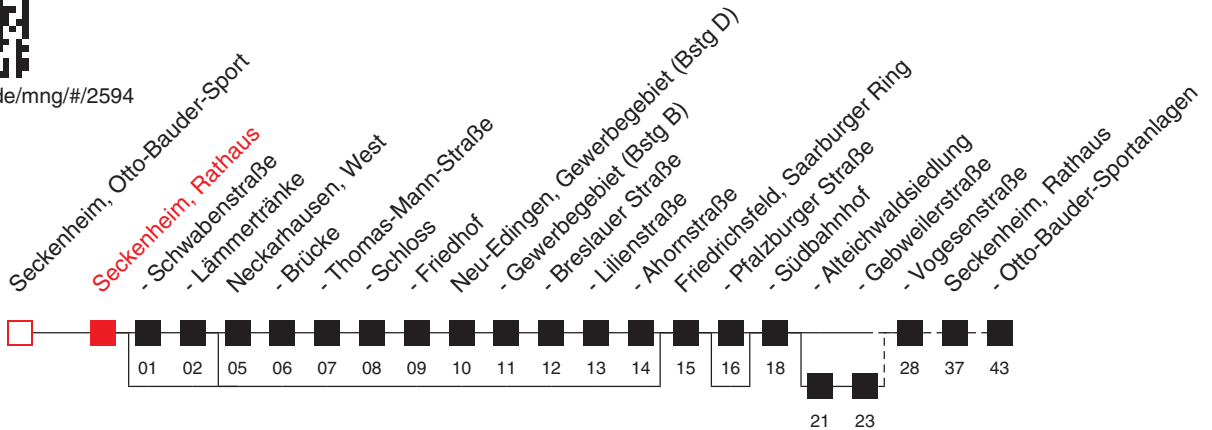 de/mng/#/2594
Seckenheim, Otto-Bauder-Sport
Seckenheim, Rathaus
- Schwabenstraße
- Lämmertränke
Neckarhausen, West
- Brücke
- Thomas-Mann-Straße
- Schloss
- Friedhof
Neu-Edingen, Gewerbegebiet (Bstg D)
- Gewerbegebiet (Bstg B)
- Breslauer Straße
- Lilienstraße
- Ahornstraße
Friedrichsfeld, Saarburger Ring
- Pfalzburger Straße
- Südbahnhof
- Alteichwaldsiedlung
- Gebweilerstraße
- Vogesenstraße
Seckenheim, Rathaus
- Otto-Bauder-Sportanlagen
01 02 05 06 07 08 09 10 11 12 13 14 15 16 18 28 37 43
21 23